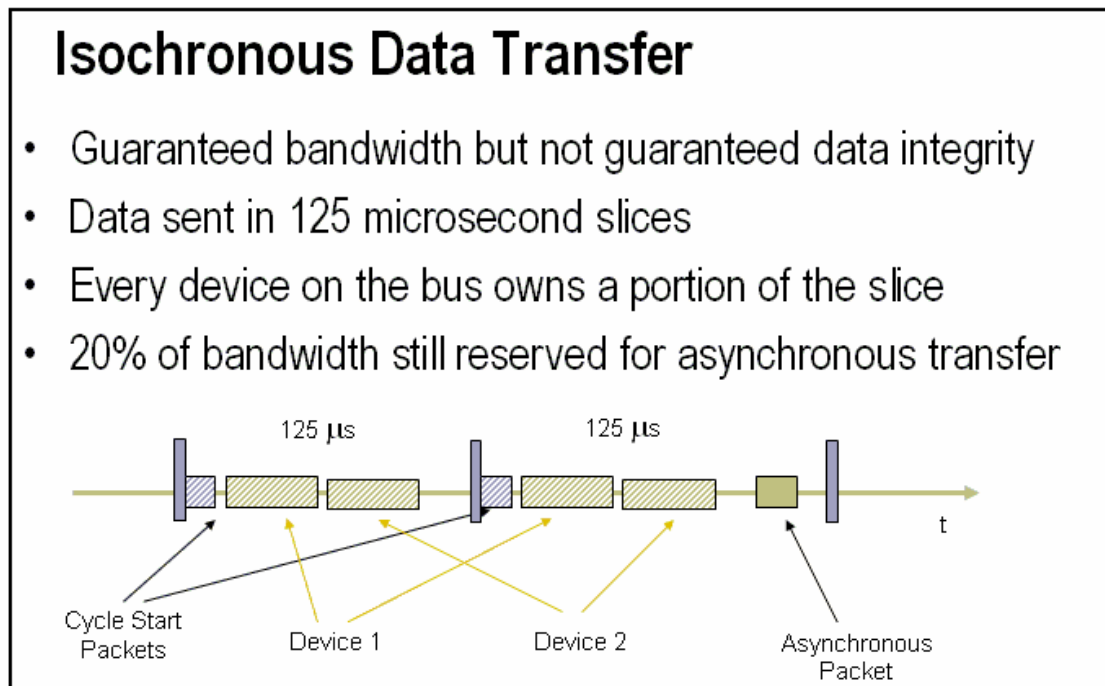 Isochronous Data Transfer
• Guaranteed bandwidth but not guaranteed data integrity
• Data sent in 125 microsecond slices
• Every device on the bus owns a portion of the slice
• 20% of bandwidth still reserved for asynchronous transfer
125 μs
125 μs
t
Cycle Start
Packets
Device 1
Device 2
Asynchronous
Packet